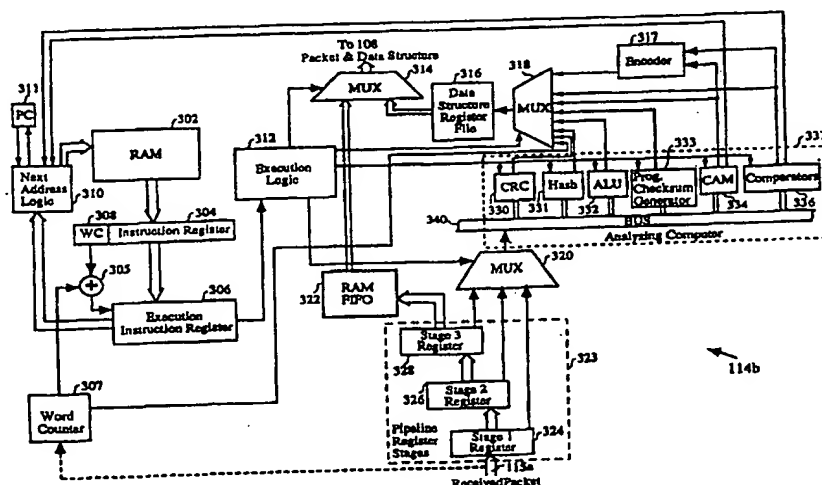 To 108
Packet & Data Structure
314
MUX
316
Data
Structure
Register
File
318
MUX
317
Encoder
311
PC
302
RAM
312
Execution
Logic
Next
Address
Logic
310
308
304
WC
Instruction Register
305
+
306
Execution
Instruction Register
333
337
CRC
Hash
ALU
Prog.
Checksum
Generator
CAM
Comparators
330
331
332
334
336
340
BUS
Analyzing Computer
MUX
320
322
RAM
FIFO
Stage 3
Register
328
323
114b
307
Word
Counter
326
Stage 2
Register
Pipeline
Register
Stages
Stage 1
Register
324
113a
Received Packet